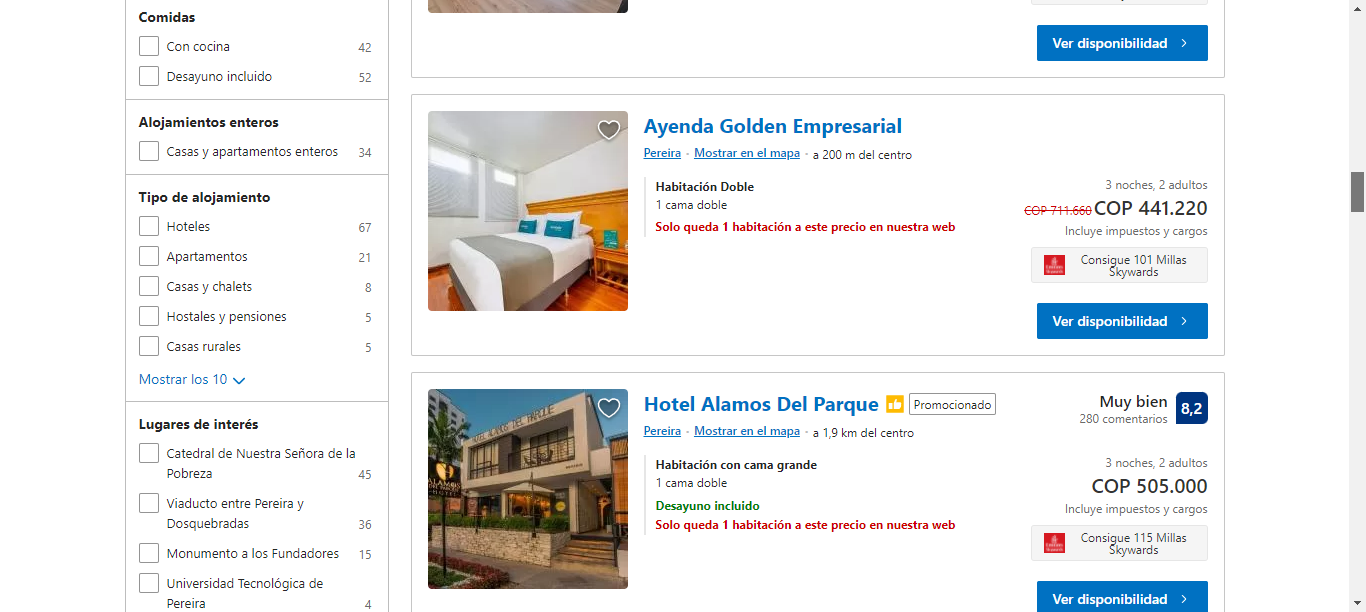 Comidas
Con cocina 42
Desayuno incluido 52
Alojamientos enteros
Casas y apartamentos enteros 34
Tipo de alojamiento
Hoteles 67
Apartamentos 21
Casas y chalets 8
Hostales y pensiones 5
Casas rurales 5
Mostrar los 10
Lugares de interés
Catedral de Nuestra Señora de la
Pobreza 45
Viaducto entre Pereira y
Dosquebradas 36
Monumento a los Fundadores 15
Universidad Tecnológica de
Pereira 4
Ver disponibilidad
Ayenda Golden Empresarial
Pereira · Mostrar en el mapa · a 200 m del centro
Habitación Doble
1 cama doble
Solo queda 1 habitación a este precio en nuestra web
3 noches, 2 adultos
COP 711.660 COP 441.220
Incluye impuestos y cargos
Consigue 101 Millas
Skywards
Ver disponibilidad
HOTEL ALAMOS DEL PARQUE
ALAMOS
HOTEL
Hotel Alamos Del Parque Promocionado
Pereira · Mostrar en el mapa · a 1,9 km del centro
Muy bien 8,2
280 comentarios
Habitación con cama grande
1 cama doble
Desayuno incluido
Solo queda 1 habitación a este precio en nuestra web
3 noches, 2 adultos
COP 505.000
Incluye impuestos y cargos
Consigue 115 Millas
Skywards
Ver disponibilidad